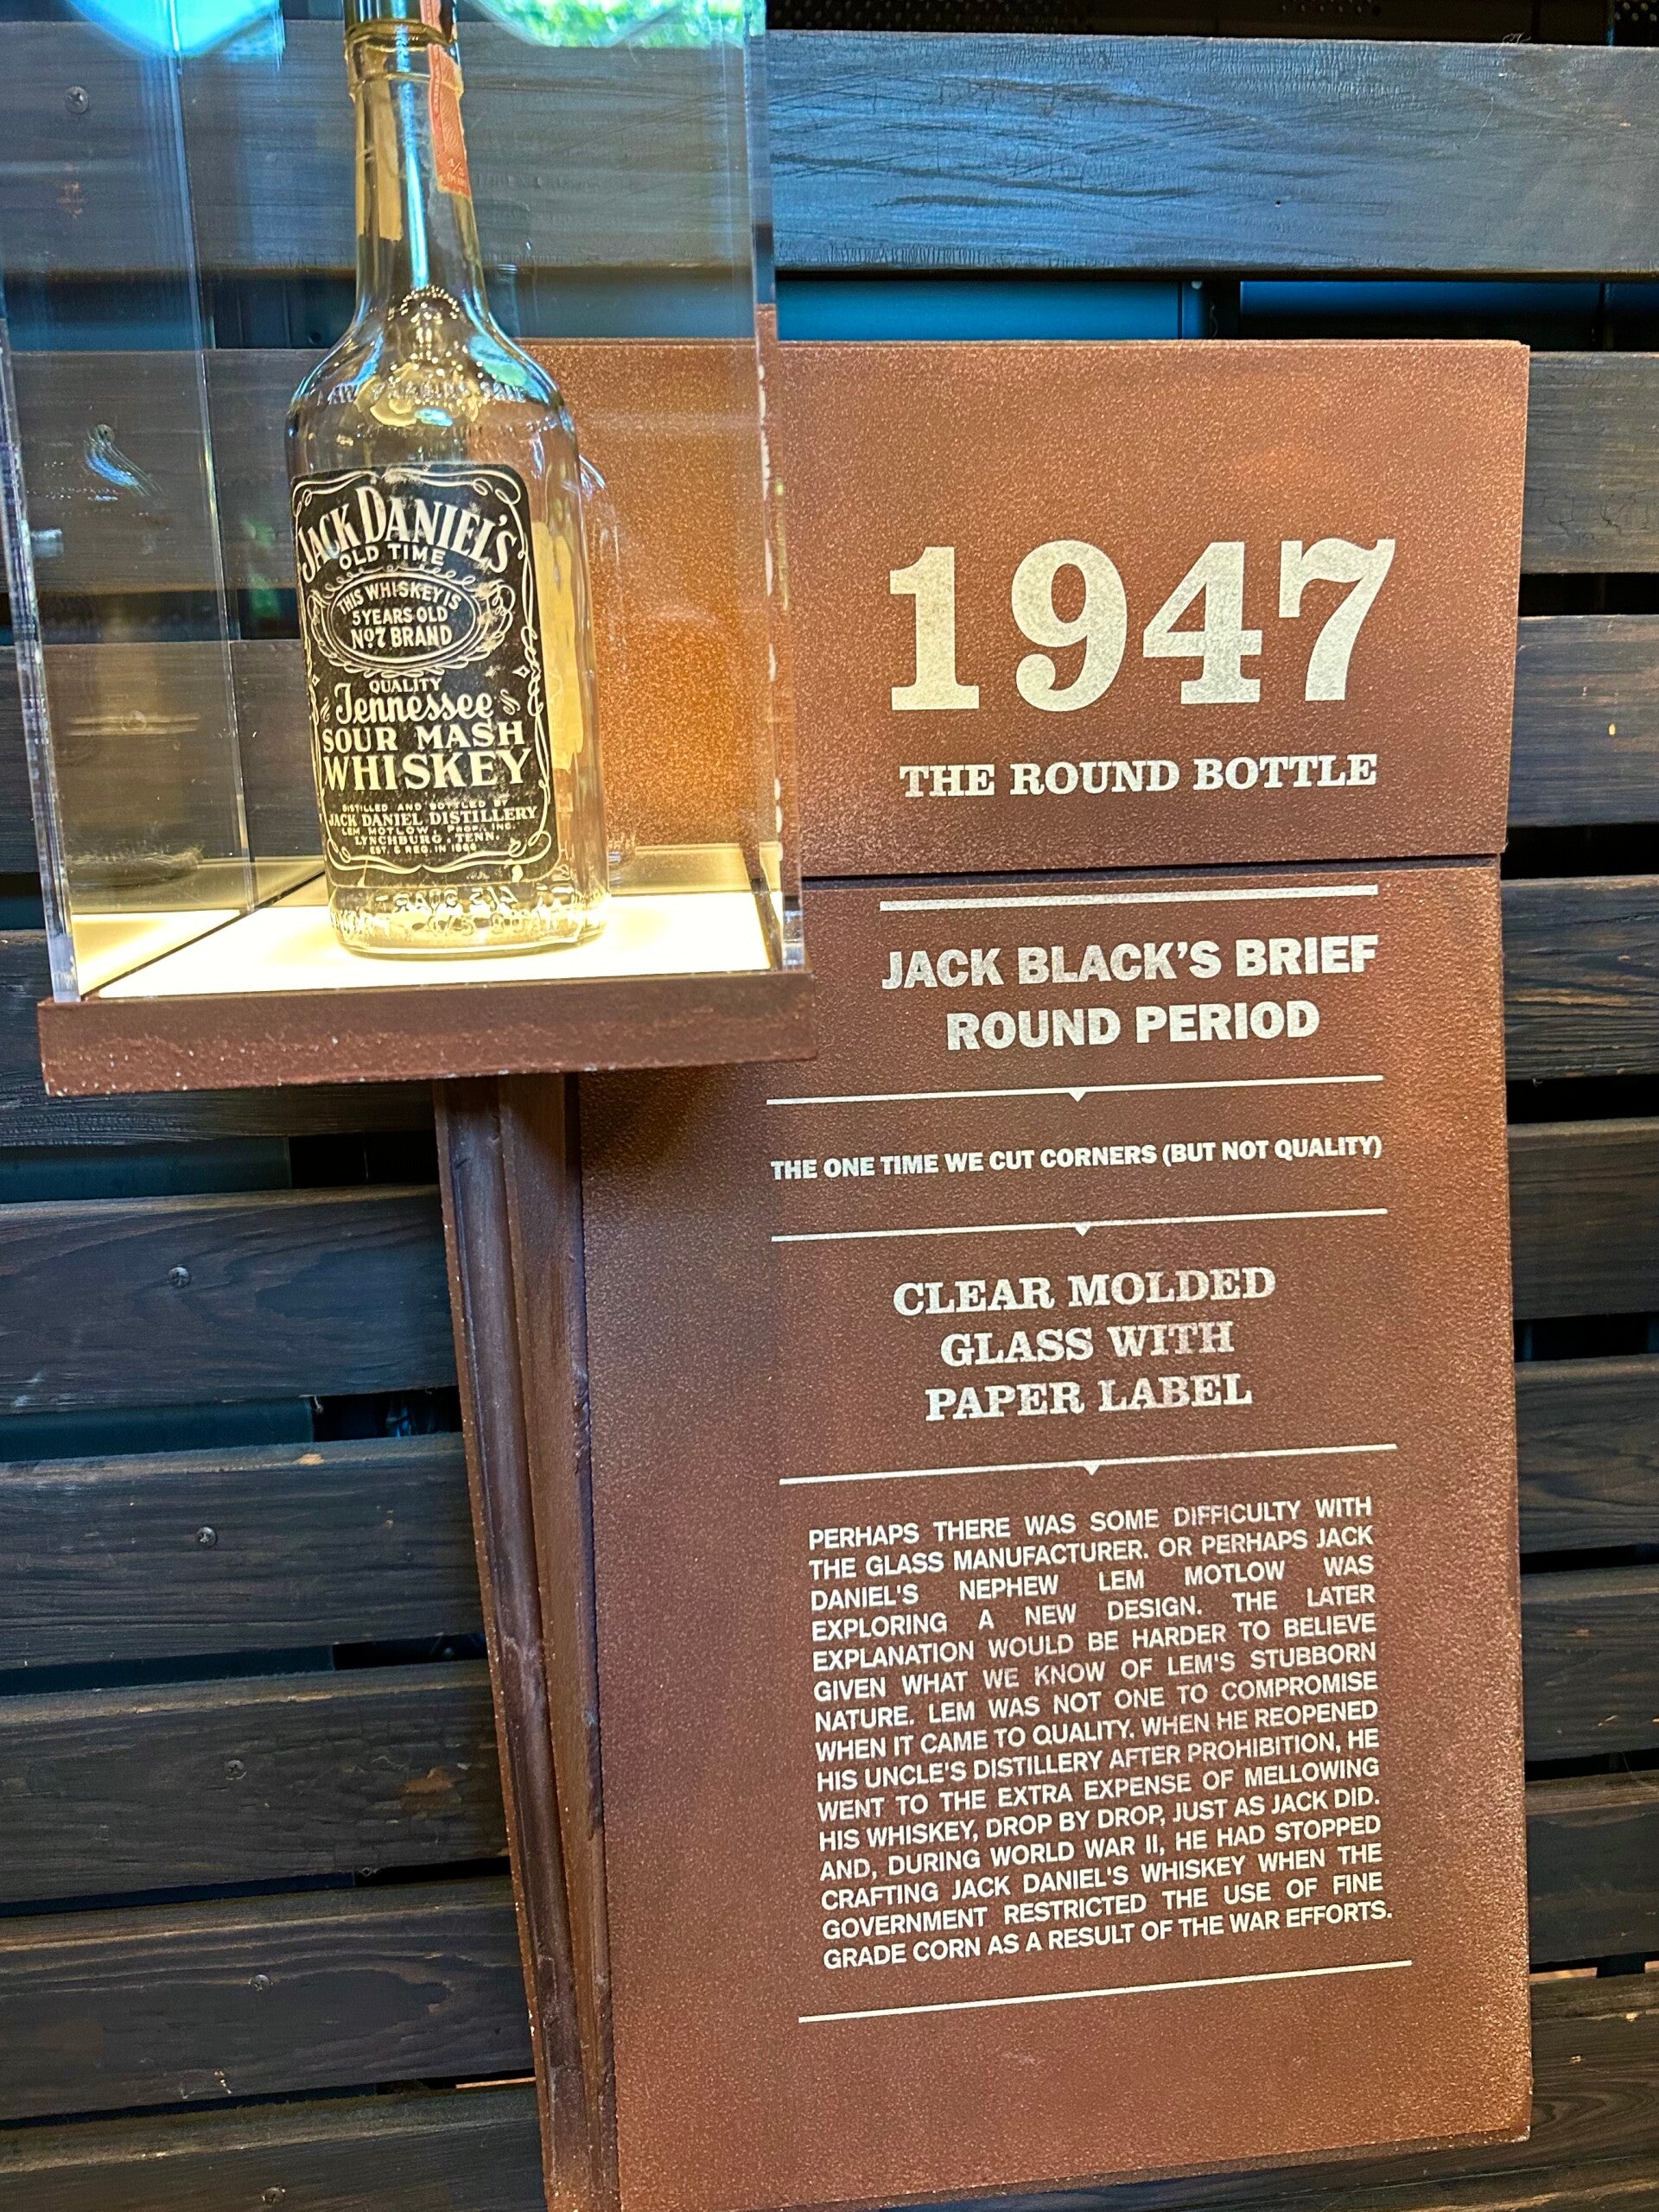 JACK DANIEL'S
OLD TIME
THIS WHISKEY IS
5 YEARS OLD
No. 7 BRAND
QUALITY
Tennessee
SOUR MASH
WHISKEY
DISTILLED AND BOTTLED BY
JACK DANIEL DISTILLERY
LEM MOTLOW, PROP., INC.
LYNCHBURG, TENN.
EST. & REG. IN 1866
4/5
1947
THE ROUND BOTTLE
JACK BLACK'S BRIEF
ROUND PERIOD
THE ONE TIME WE CUT CORNERS (BUT NOT QUALITY)
CLEAR MOLDED
GLASS WITH
PAPER LABEL
PERHAPS THERE WAS SOME DIFFICULTY WITH
THE GLASS MANUFACTURER. OR PERHAPS JACK
DANIEL'S NEPHEW LEM MOTLOW WAS
EXPLORING A NEW DESIGN. THE LATER
EXPLANATION WOULD BE HARDER TO BELIEVE
GIVEN WHAT WE KNOW OF LEM'S STUBBORN
NATURE. LEM WAS NOT ONE TO COMPROMISE
WHEN IT CAME TO QUALITY. WHEN HE REOPENED
HIS UNCLE'S DISTILLERY AFTER PROHIBITION, HE
WENT TO THE EXTRA EXPENSE OF MELLOWING
HIS WHISKEY, DROP BY DROP, JUST AS JACK DID.
AND, DURING WORLD WAR II, HE HAD STOPPED
CRAFTING JACK DANIEL'S WHISKEY WHEN THE
GOVERNMENT RESTRICTED THE USE OF FINE
GRADE CORN AS A RESULT OF THE WAR EFFORTS.